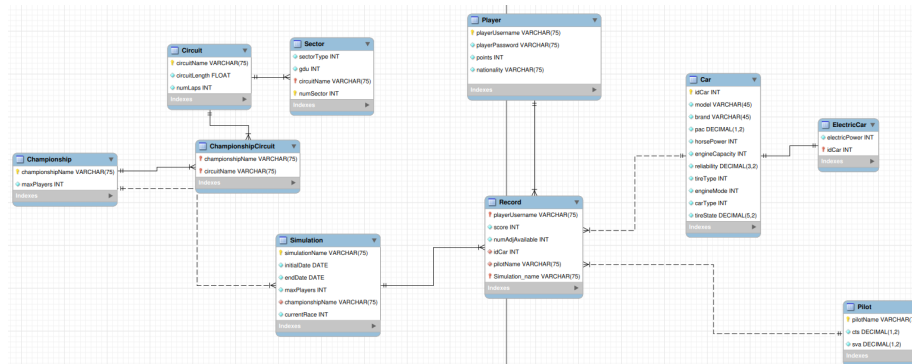 Circuit
circuitName VARCHAR(75)
circuitLength FLOAT
numLaps INT
Indexes
Sector
sectorType INT
gdu INT
circuitName VARCHAR(75)
numSector INT
Indexes
Player
playerUsername VARCHAR(75)
playerPassword VARCHAR(75)
points INT
nationality VARCHAR(75)
Indexes
Car
idCar INT
model VARCHAR(45)
brand VARCHAR(45)
pac DECIMAL(1,2)
horsePower INT
engineCapacity INT
reliability DECIMAL(3,2)
tireType INT
engineMode INT
carType INT
tireState DECIMAL(5,2)
Indexes
ElectricCar
electricPower INT
idCar INT
Indexes
Championship
championshipName VARCHAR(75)
maxPlayers INT
Indexes
ChampionshipCircuit
championshipName VARCHAR(75)
circuitName VARCHAR(75)
Indexes
Record
playerUsername VARCHAR(75)
score INT
numAdjAvailable INT
idCar INT
pilotName VARCHAR(75)
Simulation_name VARCHAR(75)
Indexes
Simulation
simulationName VARCHAR(75)
initialDate DATE
endDate DATE
maxPlayers INT
championshipName VARCHAR(75)
currentRace INT
Indexes
Pilot
pilotName VARCHAR(7
cts DECIMAL(1,2)
sva DECIMAL(1,2)
Indexes